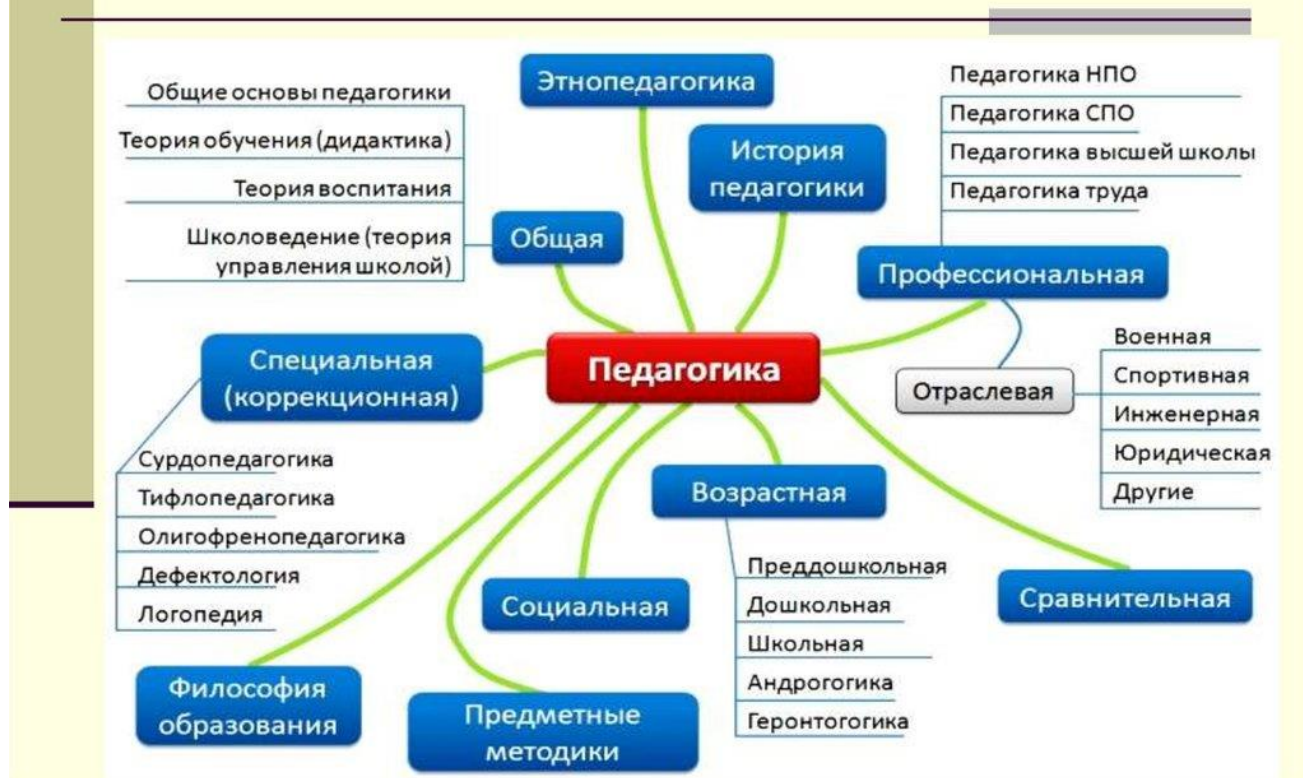 Этнопедагогика
История
педагогики
Общие основы педагогики
Теория обучения (дидактика)
Теория воспитания
Школоведение (теория
управления школой)
Общая
Педагогика НПО
Педагогика СПО
Педагогика высшей школы
Педагогика труда
Профессиональная
Педагогика
Специальная
(коррекционная)
Сурдопедагогика
Тифлопедагогика
Олигофренопедагогика
Дефектология
Логопедия
Отраслевая
Военная
Спортивная
Инженерная
Юридическая
Другие
Возрастная
Преддошкольная
Дошкольная
Школьная
Андрогогика
Геронтогогика
Социальная
Сравнительная
Философия
образования
Предметные
методики